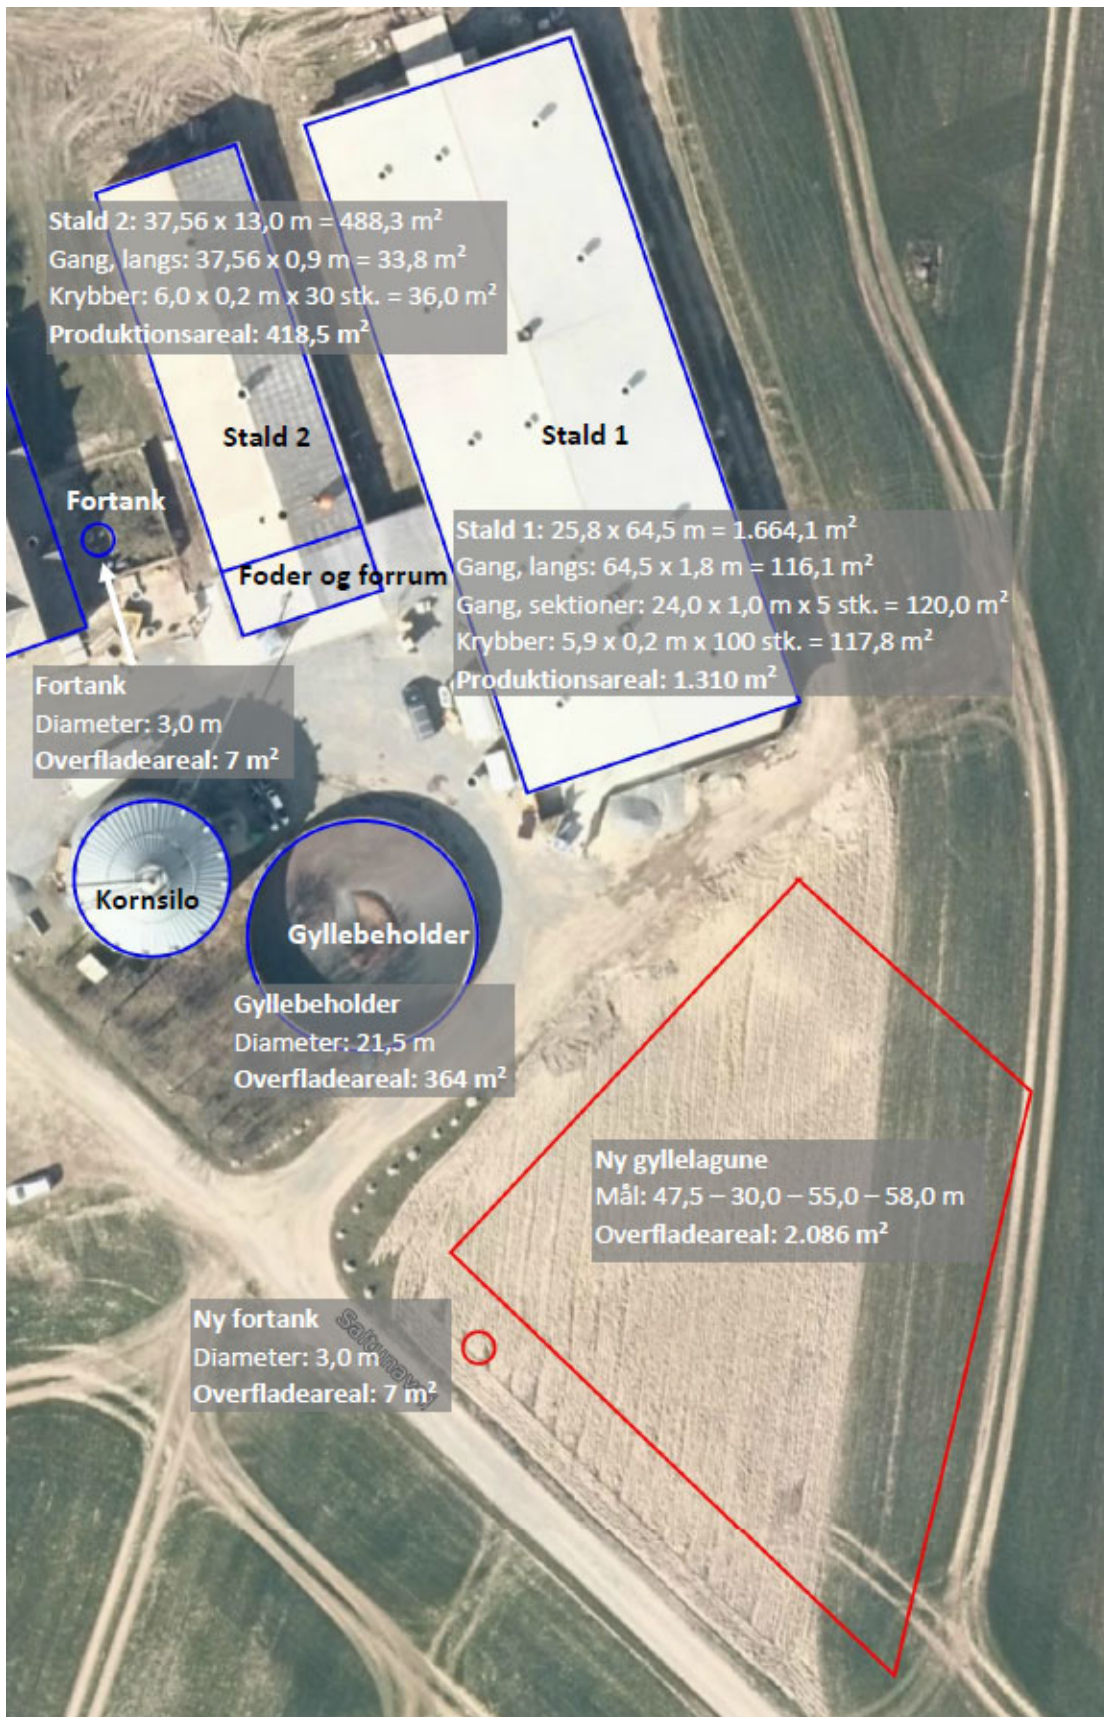 Stald 2: 37,56 x 13,0 m = 488,3 m²
Gang, langs: 37,56 x 0,9 m = 33,8 m²
Krybber: 6,0 x 0,2 m x 30 stk. = 36,0 m²
Produktionsareal: 418,5 m²
Stald 2
Stald 1
Fortank
Stald 1: 25,8 x 64,5 m = 1.664,1 m²
Gang, langs: 64,5 x 1,8 m = 116,1 m²
Gang, sektioner: 24,0 x 1,0 m x 5 stk. = 120,0 m²
Krybber: 5,9 x 0,2 m x 100 stk. = 117,8 m²
Produktionsareal: 1.310 m²
Foder og forrum
Fortank
Diameter: 3,0 m
Overfladeareal: 7 m²
Kornsilo
Gyllebeholder
Gyllebeholder
Diameter: 21,5 m
Overfladeareal: 364 m²
Ny gyllelagune
Mål: 47,5 – 30,0 – 55,0 – 58,0 m
Overfladeareal: 2.086 m²
Ny fortank
Diameter: 3,0 m
Overfladeareal: 7 m²